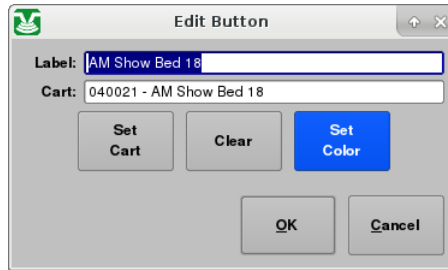 Edit Button
Label: AM Show Bed 18
Cart: 040021 - AM Show Bed 18
Set
Cart
Clear
Set
Color
OK
Cancel